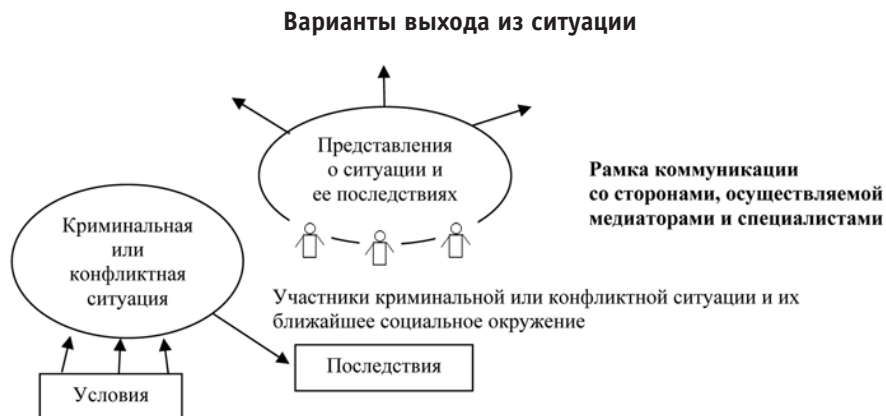 Варианты выхода из ситуации
Представления
о ситуации и
ее последствиях
Рамка коммуникации
со сторонами, осуществляемой
медиаторами и специалистами
Криминальная
или
конфликтная
ситуация
Участники криминальной или конфликтной ситуации и их
ближайшее социальное окружение
Последствия
Условия